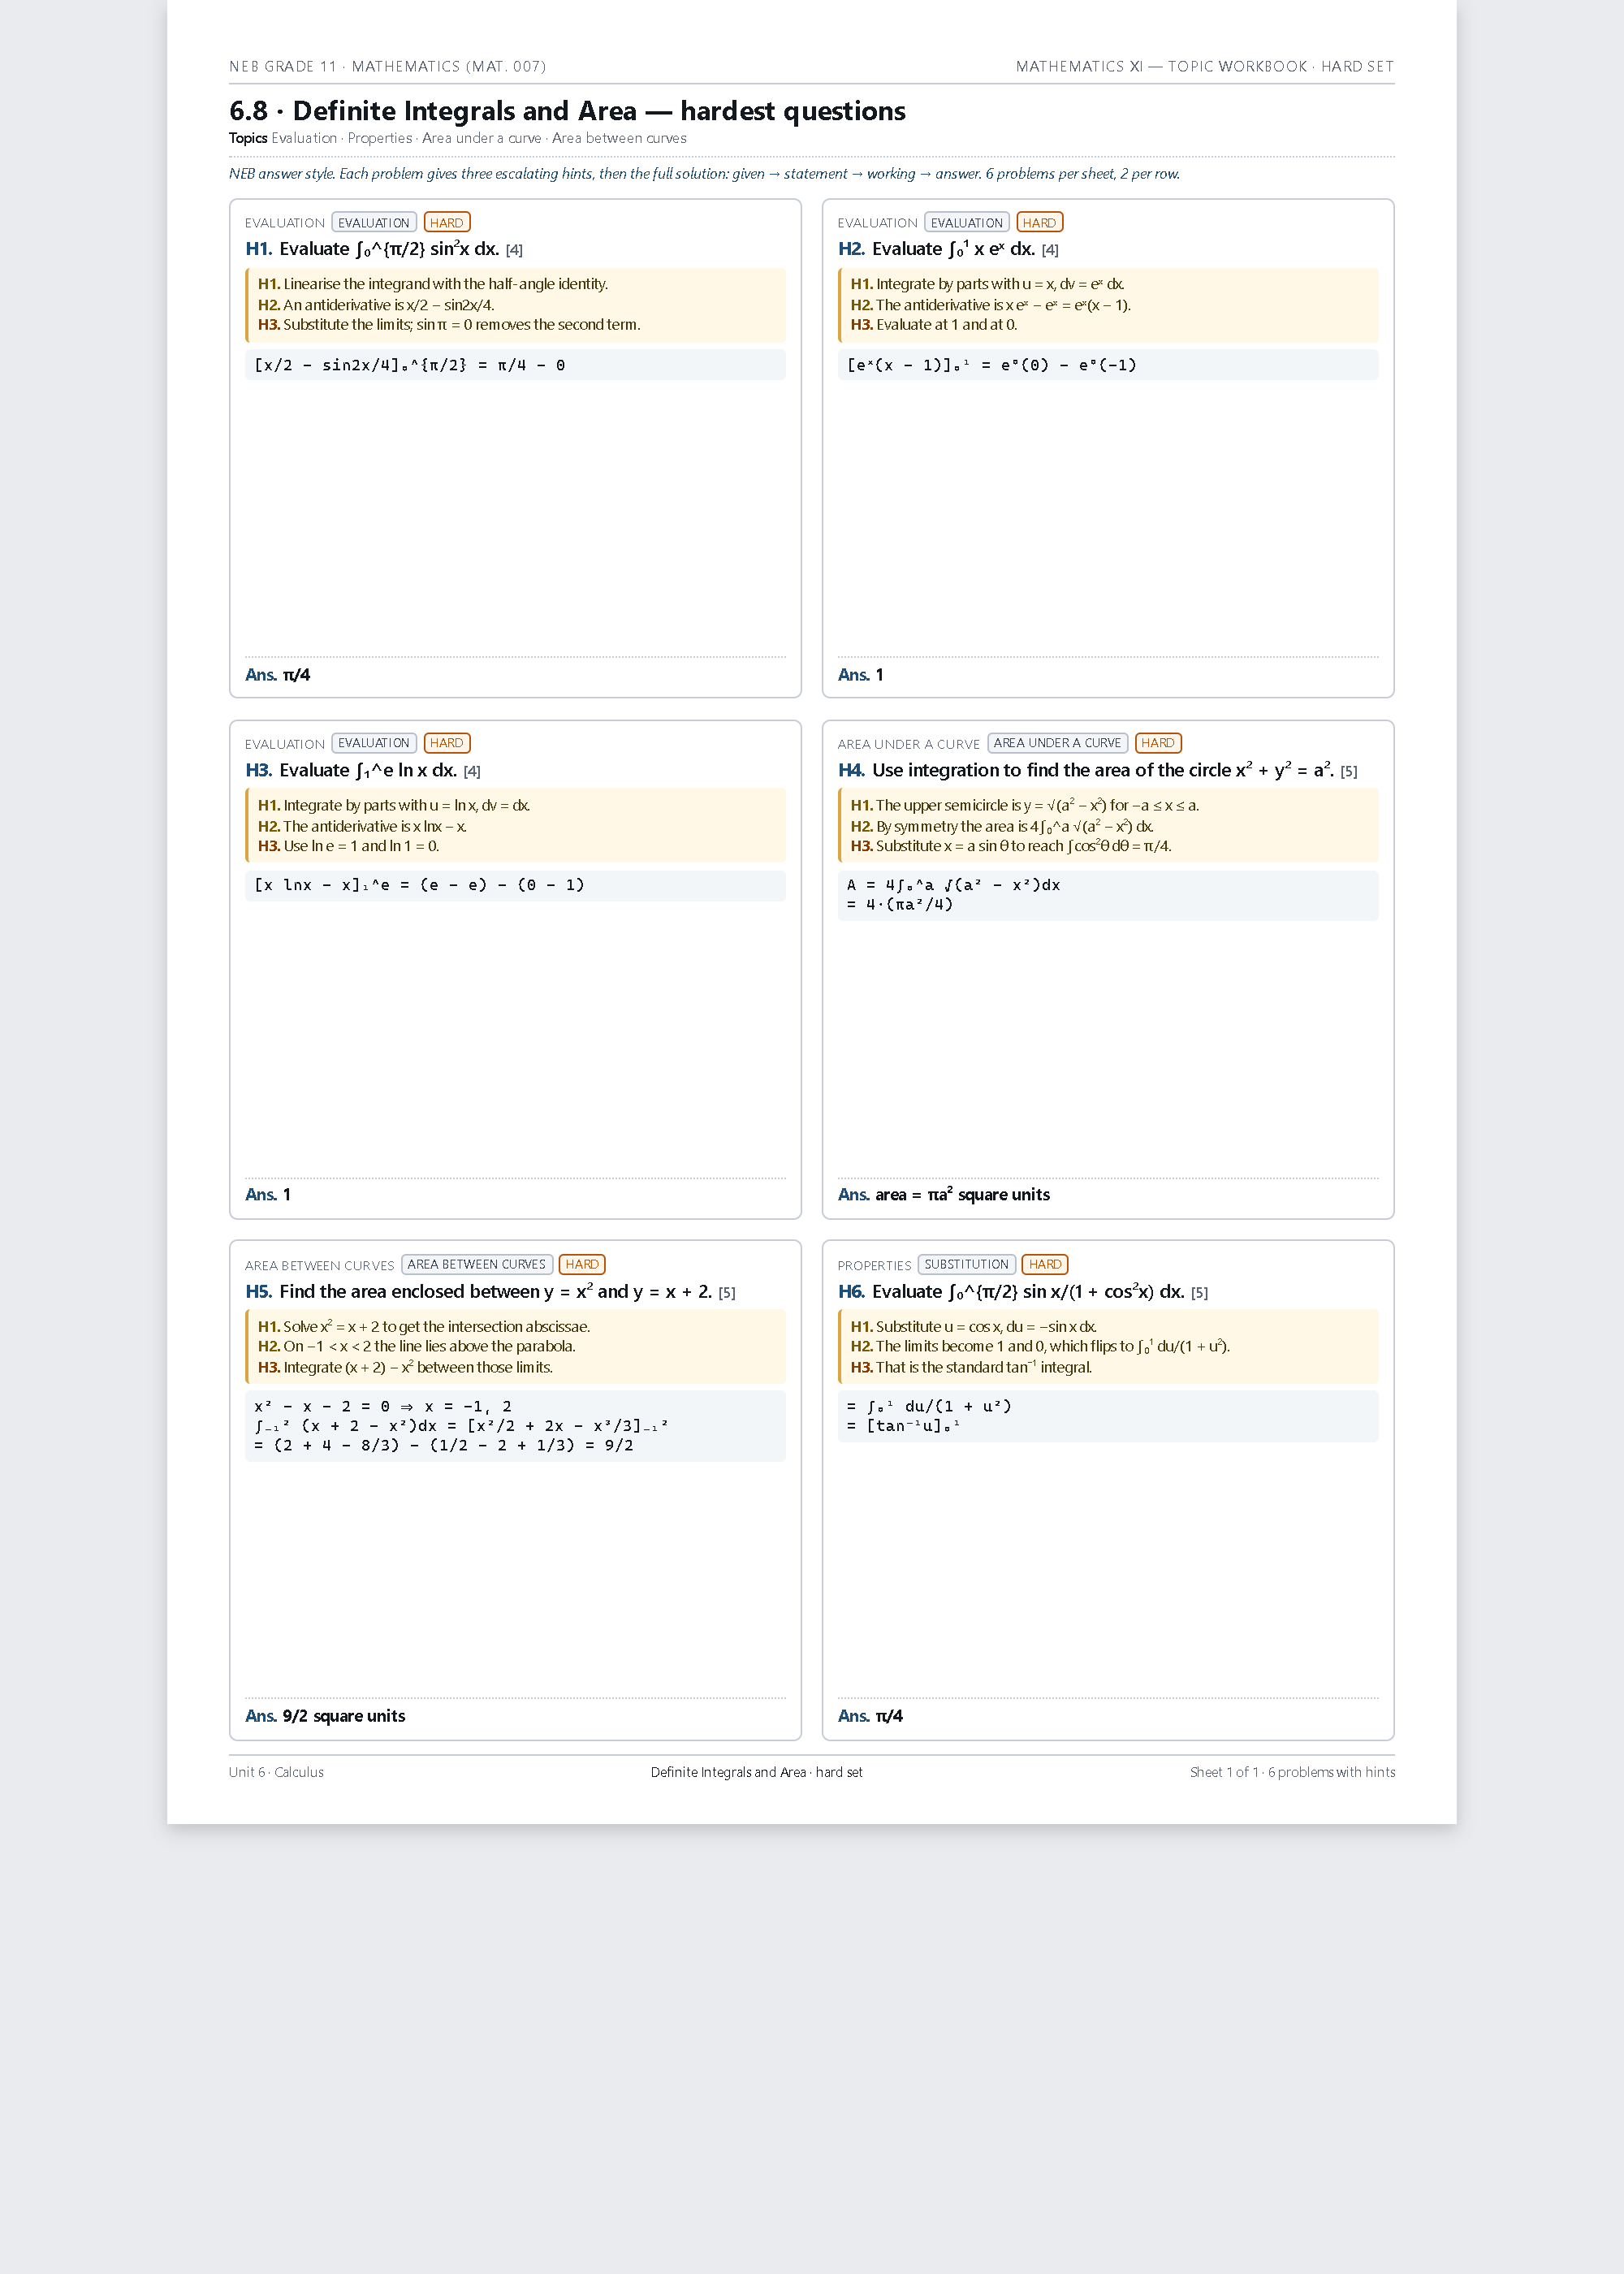 NEB GRADE 11 · MATHEMATICS (MAT. 007)
MATHEMATICS XI — TOPIC WORKBOOK · HARD SET
6.8 · Definite Integrals and Area — hardest questions
Topics Evaluation · Properties · Area under a curve · Area between curves
NEB answer style. Each problem gives three escalating hints, then the full solution: given → statement → working → answer. 6 problems per sheet, 2 per row.
EVALUATION EVALUATION HARD
H1. Evaluate ∫₀^{π/2} sin²x dx. [4]
H1. Linearise the integrand with the half-angle identity.
H2. An antiderivative is x/2 − sin2x/4.
H3. Substitute the limits; sin π = 0 removes the second term.
[x/2 − sin2x/4]₀^{π/2} = π/4 − 0
Ans. π/4
EVALUATION EVALUATION HARD
H2. Evaluate ∫₀¹ x eˣ dx. [4]
H1. Integrate by parts with u = x, dv = eˣ dx.
H2. The antiderivative is x eˣ − eˣ = eˣ(x − 1).
H3. Evaluate at 1 and at 0.
[eˣ(x − 1)]₀¹ = e⁰(0) − e⁰(−1)
Ans. 1
EVALUATION EVALUATION HARD
H3. Evaluate ∫₁^e ln x dx. [4]
H1. Integrate by parts with u = ln x, dv = dx.
H2. The antiderivative is x lnx − x.
H3. Use ln e = 1 and ln 1 = 0.
[x lnx − x]₁^e = (e − e) − (0 − 1)
Ans. 1
AREA UNDER A CURVE AREA UNDER A CURVE HARD
H4. Use integration to find the area of the circle x² + y² = a². [5]
H1. The upper semicircle is y = √(a² − x²) for −a ≤ x ≤ a.
H2. By symmetry the area is 4∫₀^a √(a² − x²) dx.
H3. Substitute x = a sin θ to reach ∫cos²θ dθ = π/4.
A = 4∫₀^a √(a² − x²)dx
= 4·(πa²/4)
Ans. area = πa² square units
AREA BETWEEN CURVES AREA BETWEEN CURVES HARD
H5. Find the area enclosed between y = x² and y = x + 2. [5]
H1. Solve x² = x + 2 to get the intersection abscissae.
H2. On −1 < x < 2 the line lies above the parabola.
H3. Integrate (x + 2) − x² between those limits.
x² − x − 2 = 0 ⇒ x = −1, 2
∫₋₁² (x + 2 − x²)dx = [x²/2 + 2x − x³/3]₋₁²
= (2 + 4 − 8/3) − (1/2 − 2 + 1/3) = 9/2
Ans. 9/2 square units
PROPERTIES SUBSTITUTION HARD
H6. Evaluate ∫₀^{π/2} sin x/(1 + cos²x) dx. [5]
H1. Substitute u = cos x, du = −sin x dx.
H2. The limits become 1 and 0, which flips to ∫₀¹ du/(1 + u²).
H3. That is the standard tan⁻¹ integral.
= ∫₀¹ du/(1 + u²)
= [tan⁻¹u]₀¹
Ans. π/4
Unit 6 · Calculus
Definite Integrals and Area · hard set
Sheet 1 of 1 · 6 problems with hints